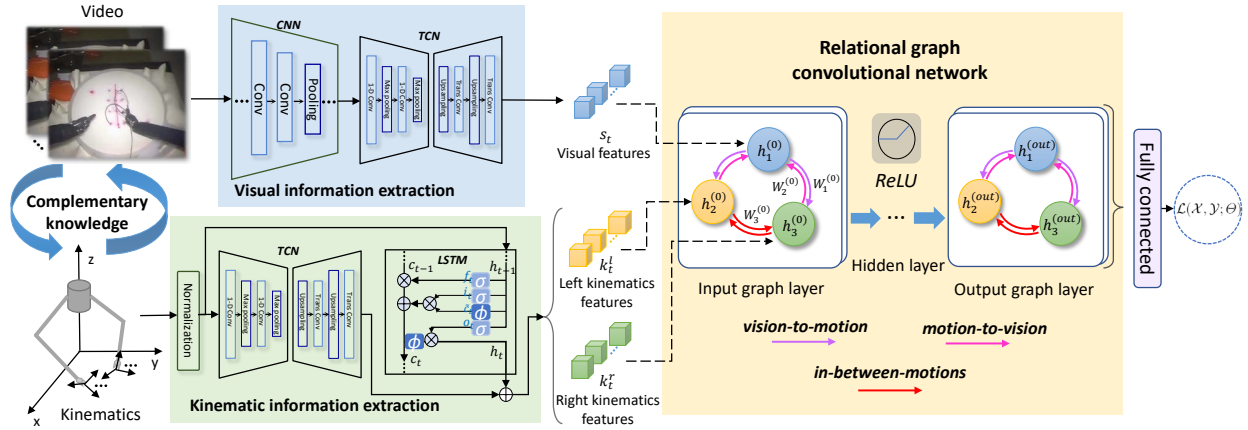 Video
Complementary
knowledge
z
y
x
Kinematics
CNN
Conv
Conv
Pooling
TCN
1-D Conv
Max pooling
1-D Conv
Max pooling
Upsampling
Trans Conv
Upsampling
Trans Conv
Visual information extraction
Normalization
TCN
1-D Conv
Max pooling
1-D Conv
Max pooling
Upsampling
Trans Conv
Upsampling
Trans Conv
LSTM
c_{t-1}
h_{t-1}
σ
σ
ϕ
σ
ϕ
c_t
h_t
Kinematic information extraction
s_t
Visual features
k_t^l
Left kinematics
features
k_t^r
Right kinematics
features
Relational graph
convolutional network
h_1^{(0)}
h_2^{(0)}
h_3^{(0)}
W_2^{(0)}
W_1^{(0)}
W_3^{(0)}
Input graph layer
ReLU
Hidden layer
h_1^{(out)}
h_2^{(out)}
h_3^{(out)}
Output graph layer
vision-to-motion
motion-to-vision
in-between-motions
Fully connected
ℒ(𝒳, 𝒴; Θ)